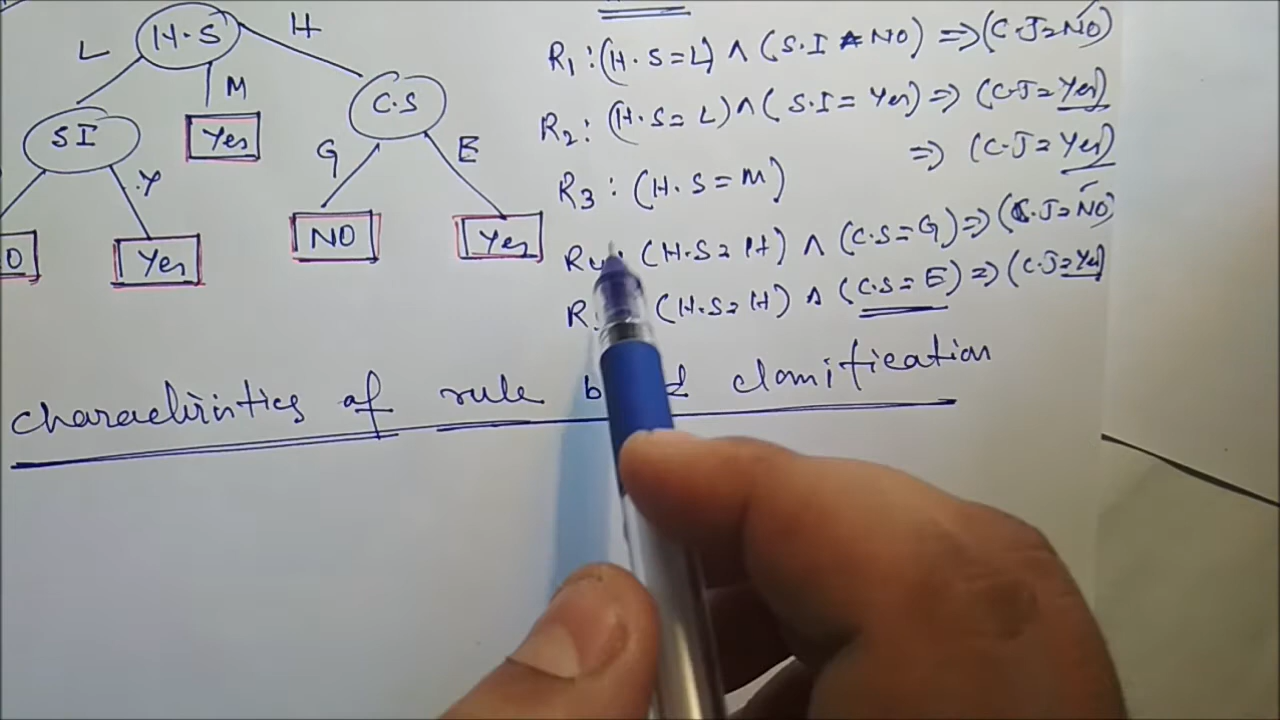 H·S
L
H
M
SI
Yes
C·S
Y
G
E
O
Yes
NO
Yes
R1 : (H·S=L) ∧ (S·I = NO) ⇒ (C·J=NO)
R2 : (H·S= L) ∧ (S·I = Yes) ⇒ (C·J=Yes)
R3 : (H·S=M) ⇒ (C·J=Yes)
R4 : (H·S= H) ∧ (C·S=G) ⇒ (C·J=NO)
R (H·S= H) ∧ (C·S= E) ⇒ (C·J=Yes)
characteristics of rule b d classification